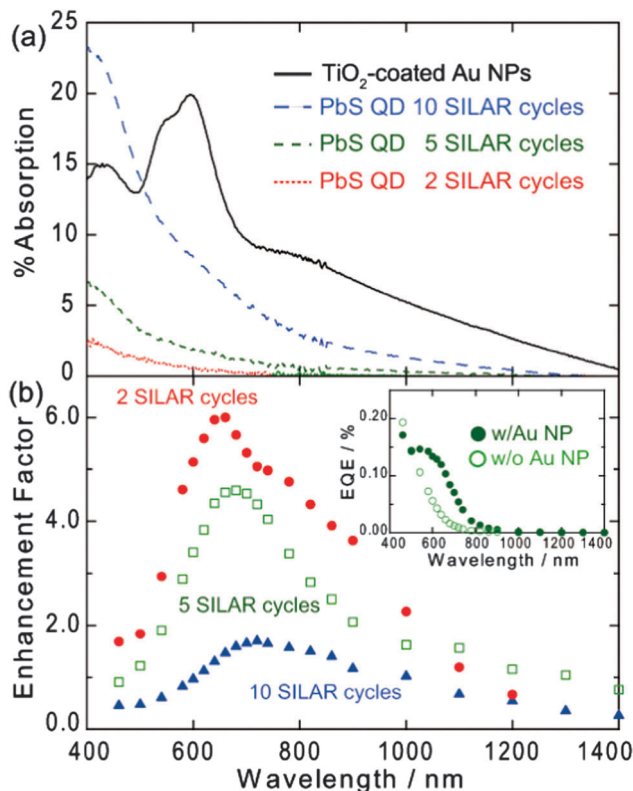 (a)
25
20
15
10
5
0
%Absorption
TiO2-coated Au NPs
PbS QD 10 SILAR cycles
PbS QD 5 SILAR cycles
PbS QD 2 SILAR cycles
(b)
6.0
4.0
2.0
0.0
Enhancement Factor
2 SILAR cycles
5 SILAR cycles
10 SILAR cycles
0.20
0.10
0.00
EQE / %
w/Au NP
w/o Au NP
400 600 800 1000 1200 1400
Wavelength / nm
400 600 800 1000 1200 1400
Wavelength / nm